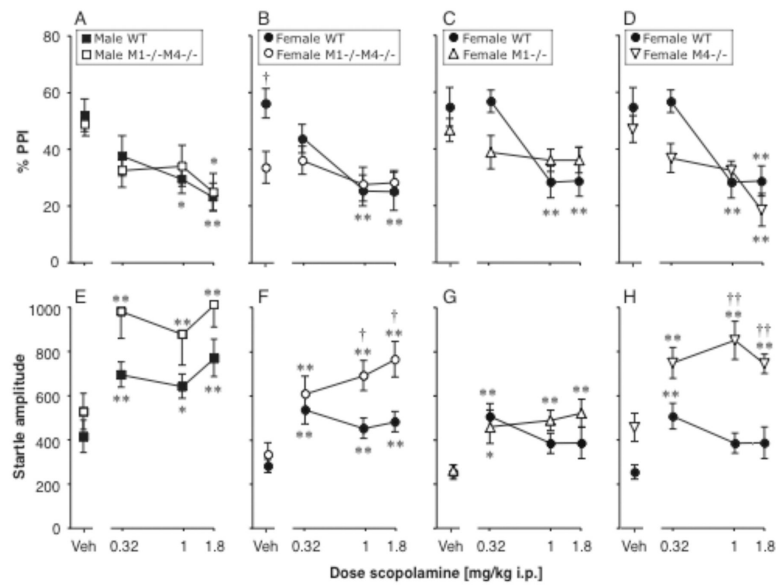 A
B
C
D
Male WT
Male M1-/-M4-/-
Female WT
Female M1-/-M4-/-
Female WT
Female M1-/-
Female WT
Female M4-/-
% PPI
80
60
40
20
0
†
*
*
**
**
**
**
**
**
**
**
E
F
G
H
Startle amplitude
1000
800
600
400
200
0
**
**
**
**
*
**
**
†
**
†
**
**
**
**
**
**
**
*
**
††
**
††
**
**
Veh 0.32 1 1.8
Veh 0.32 1 1.8
Veh 0.32 1 1.8
Veh 0.32 1 1.8
Dose scopolamine [mg/kg i.p.]